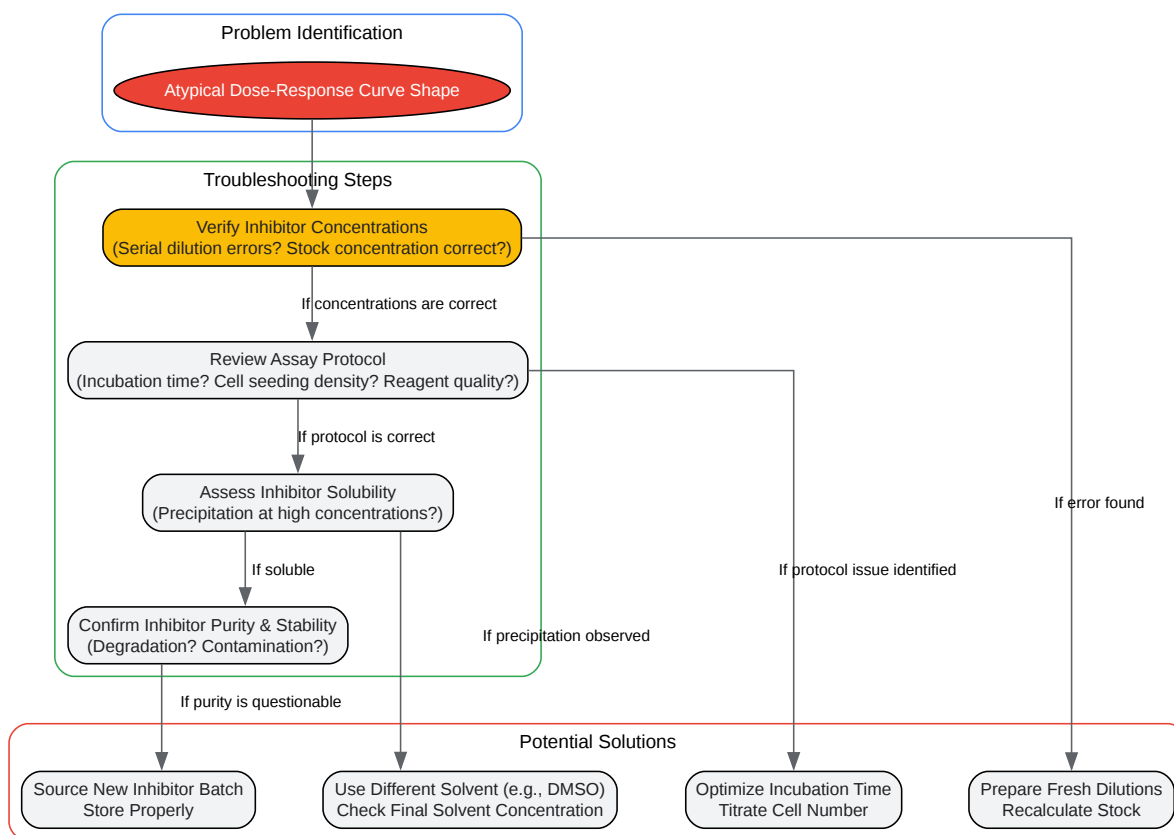 Problem Identification
Atypical Dose-Response Curve Shape
Troubleshooting Steps
Verify Inhibitor Concentrations
(Serial dilution errors? Stock concentration correct?)
If concentrations are correct
Review Assay Protocol
(Incubation time? Cell seeding density? Reagent quality?)
If protocol is correct
Assess Inhibitor Solubility
(Precipitation at high concentrations?)
If error found
If soluble
If protocol issue identified
Confirm Inhibitor Purity & Stability
(Degradation? Contamination?)
If precipitation observed
If purity is questionable
Potential Solutions
Source New Inhibitor Batch
Store Properly
Use Different Solvent (e.g., DMSO)
Check Final Solvent Concentration
Optimize Incubation Time
Titrate Cell Number
Prepare Fresh Dilutions
Recalculate Stock